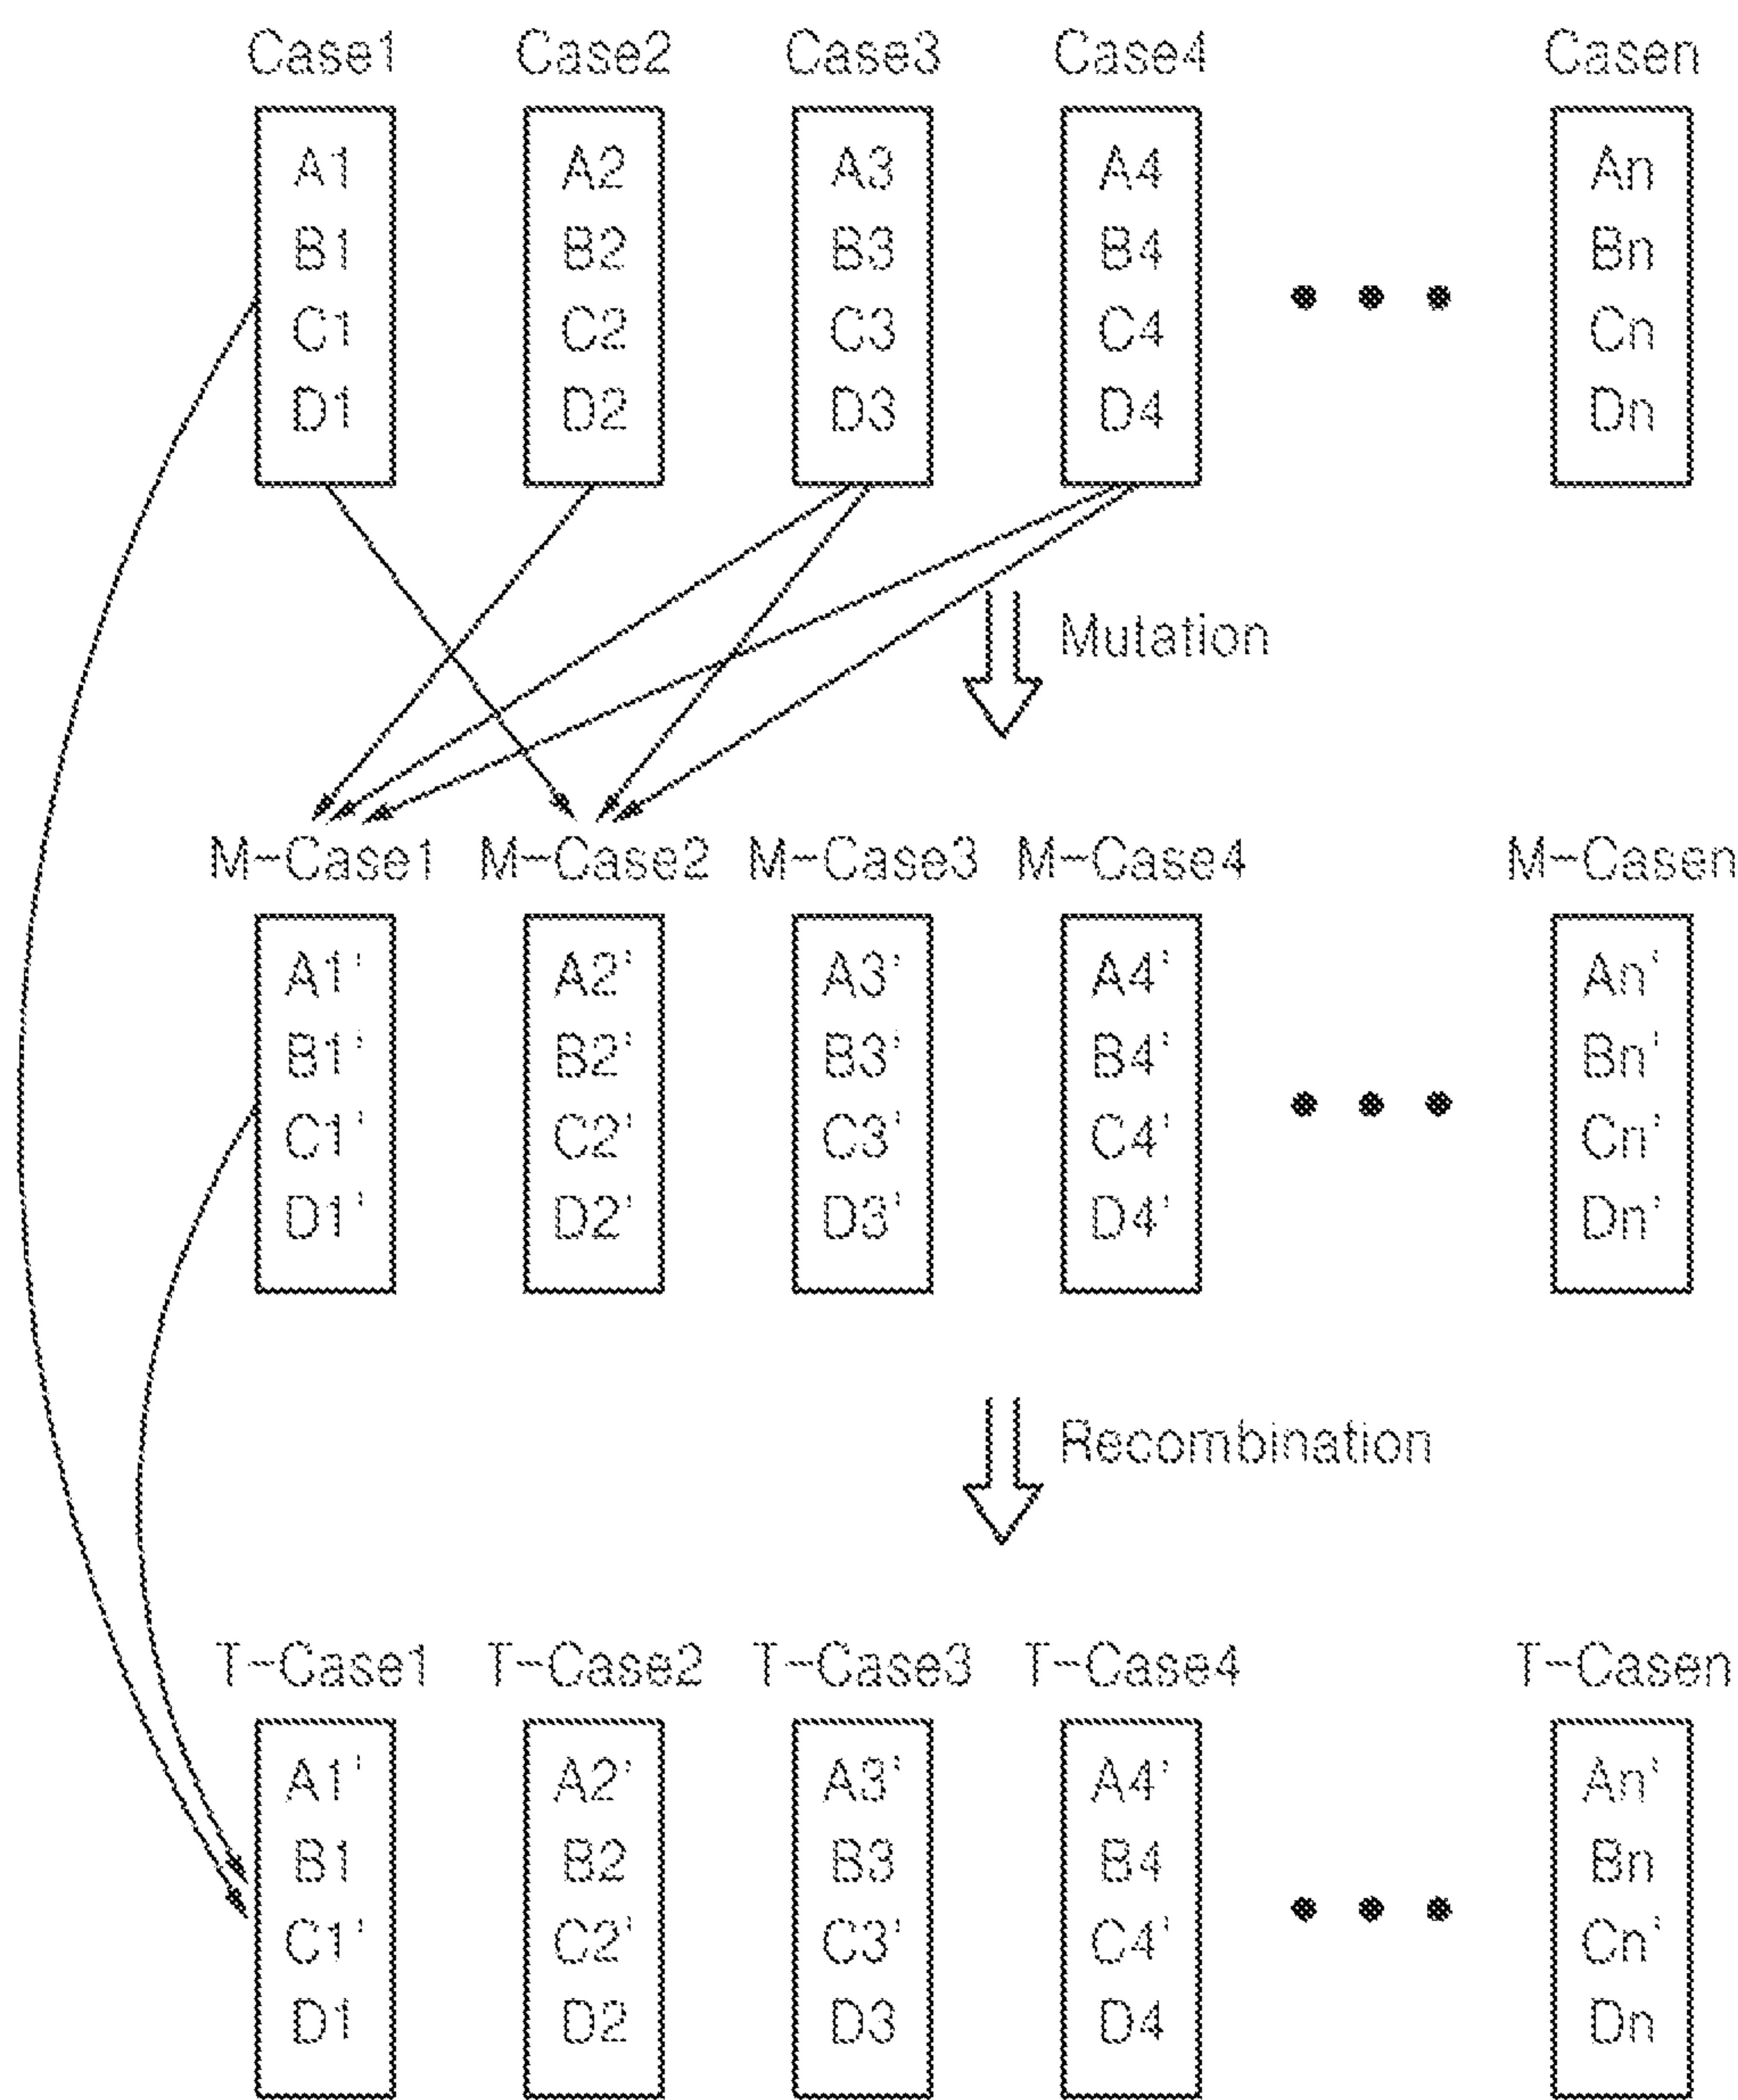 Case1 Case2 Case3 Case4 Casen
A1 A2 A3 A4 An
B1 B2 B3 B4 Bn
C1 C2 C3 C4 Cn
D1 D2 D3 D4 Dn
Mutation
M-Case1 M-Case2 M-Case3 M-Case4 M-Casen
A1' A2' A3' A4' An'
B1' B2' B3' B4' Bn'
C1' C2' C3' C4' Cn'
D1' D2' D3' D4' Dn'
Recombination
T-Case1 T-Case2 T-Case3 T-Case4 T-Casen
A1' A2' A3' A4' An'
B1 B2 B3 B4 Bn
C1' C2' C3' C4' Cn'
D1 D2 D3 D4 Dn